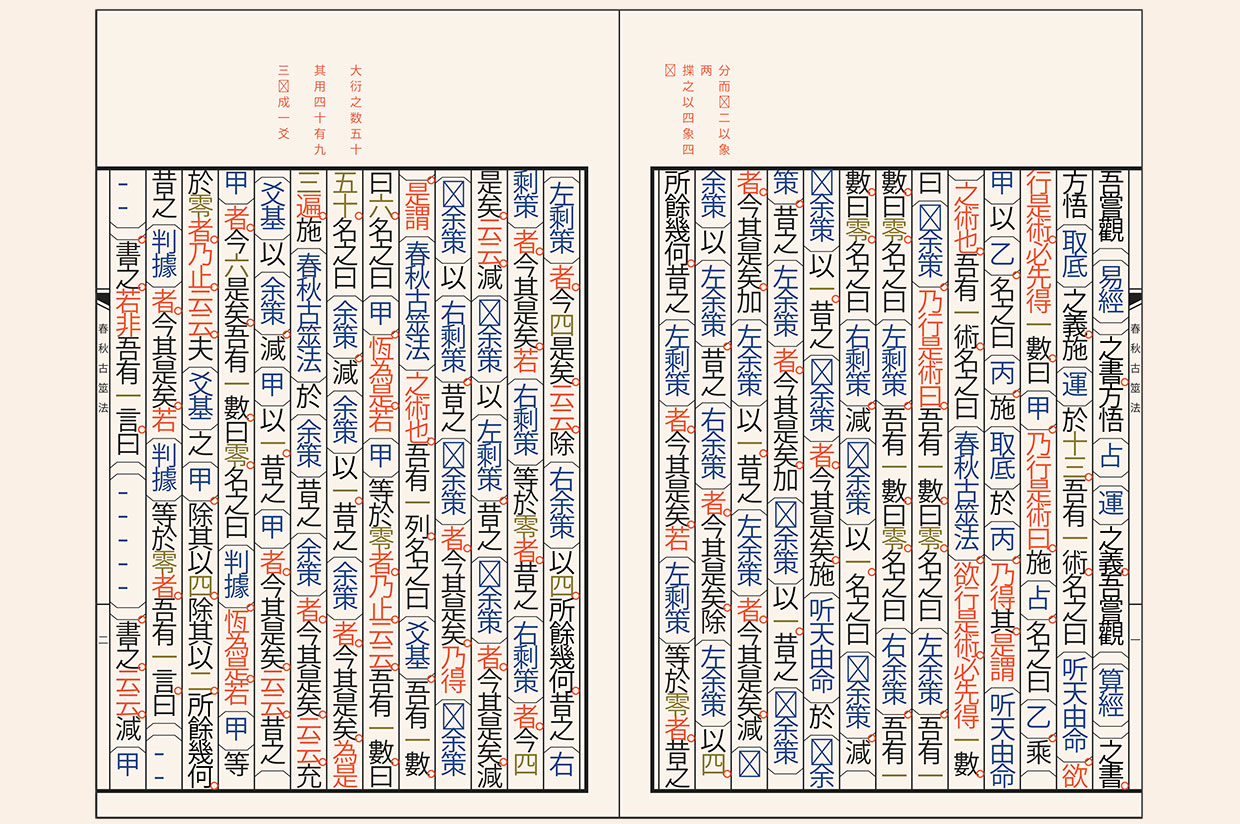 分而☒二以象
两
揲之以四象四
☒
春秋古筮法
一
吾嘗觀易經之書。方悟占運之義。吾嘗觀算經之書。
方悟取底之義。施運於十三。吾有一術。名之曰听天由命。欲
行是術。必先得一數。曰甲。乃行是術曰。施占。名之曰乙。乘
甲以乙。名之曰丙。施取底於丙。乃得其。是謂听天由命
之術也。吾有一術。名之曰春秋古筮法。欲行是術。必先得一數。
曰☒余策。乃行是術曰。吾有一數。曰零。名之曰左余策。吾有一
數。曰零。名之曰左剩策。吾有一數。曰零。名之曰右余策。吾有一
數。曰零。名之曰右剩策。減☒余策以一。名之曰☒余策。減
☒余策以一。昔之☒余策者。今其是矣。施听天由命於☒余
策。昔之左余策者。今其是矣。加☒余策以一。昔之☒余策
者。今其是矣。加左余策以一。昔之左余策者。今其是矣。減☒
余策以左余策。昔之右余策者。今其是矣。除左余策以四。
所餘幾何。昔之左剩策者。今其是矣。若左剩策等於零者。昔之
大衍之数五十
其用四十有九
三☒成一爻
左剩策者。今四是矣。云云。除右余策以四。所餘幾何。昔之右
剩策者。今其是矣。若右剩策等於零者。昔之右剩策者。今四
是矣。云云。減☒余策以左剩策。昔之☒余策者。今其是矣。減
☒余策以右剩策。昔之☒余策者。今其是矣。乃得☒余策
是謂春秋古筮法之術也。吾有一列。名之曰爻基。吾有一數。
曰六。名之曰甲。恆為是。若甲等於零者。乃止。云云。吾有一數。曰
五十。名之曰余策。減余策以一。昔之余策者。今其是矣。為是
三遍。施春秋古筮法於余策。昔之余策者。今其是矣。云云。充
爻基以余策。減甲以一。昔之甲者。今其是矣。云云。昔之
甲者。今六是矣。吾有一數。曰零。名之曰判據。恆為是。若甲等
於零者。乃止。云云。夫爻基之甲。除其以四。除其以二。所餘幾何。
昔之判據者。今其是矣。若判據等於零者。吾有一言。曰--
--書之。若非。吾有一言。曰----書之。云云。減甲
春秋古筮法
二